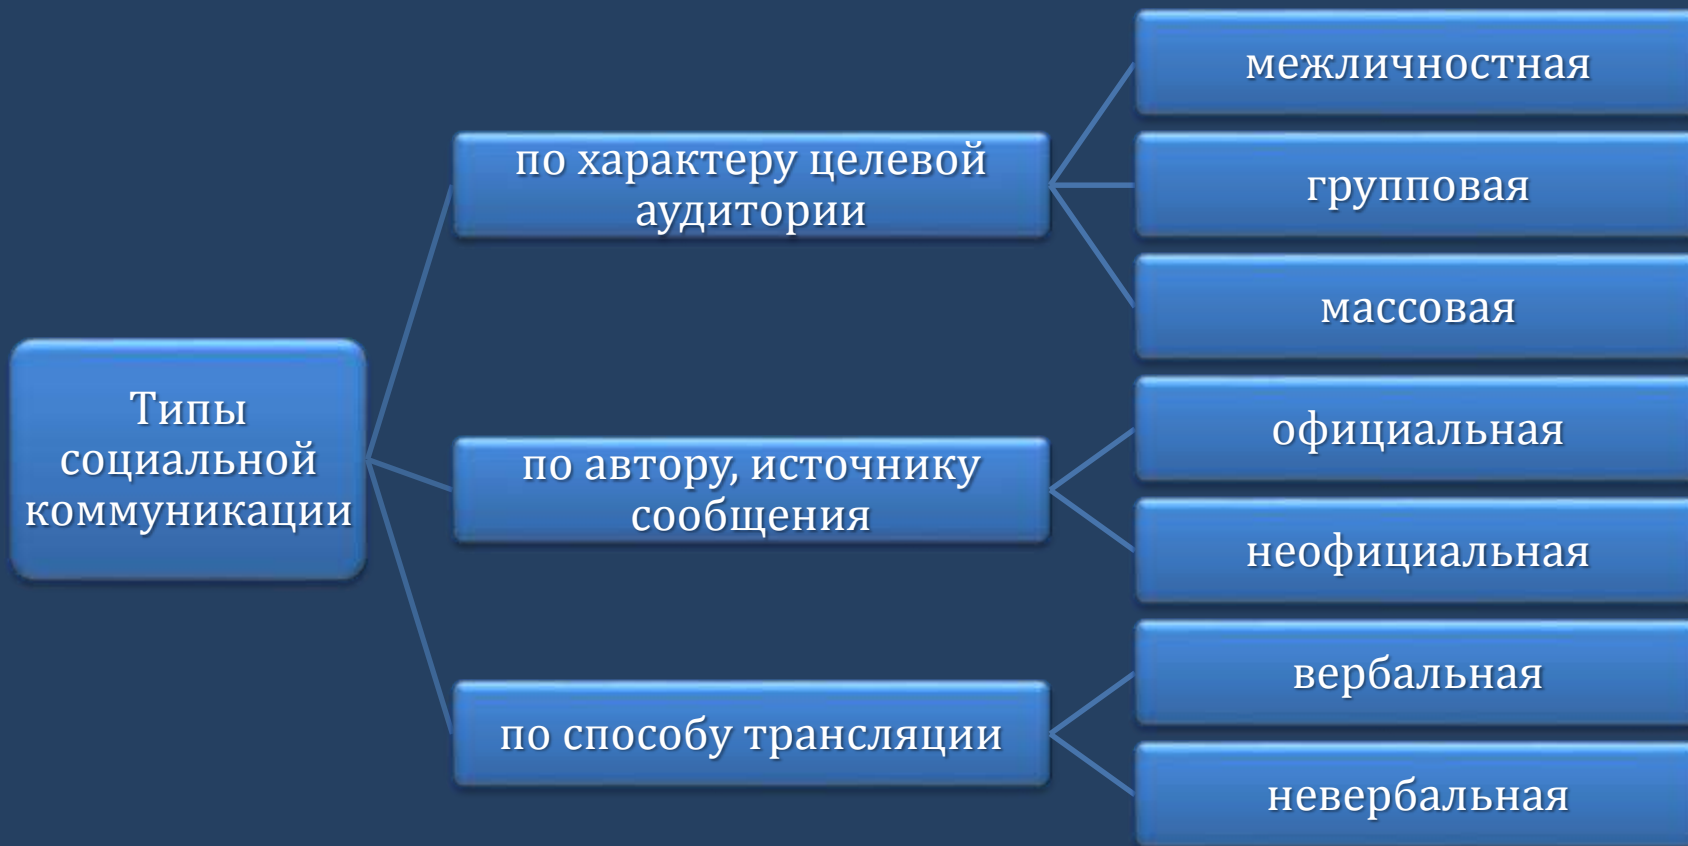 Типы
социальной
коммуникации
по характеру целевой
аудитории
межличностная
групповая
массовая
по автору, источнику
сообщения
официальная
неофициальная
по способу трансляции
вербальная
невербальная